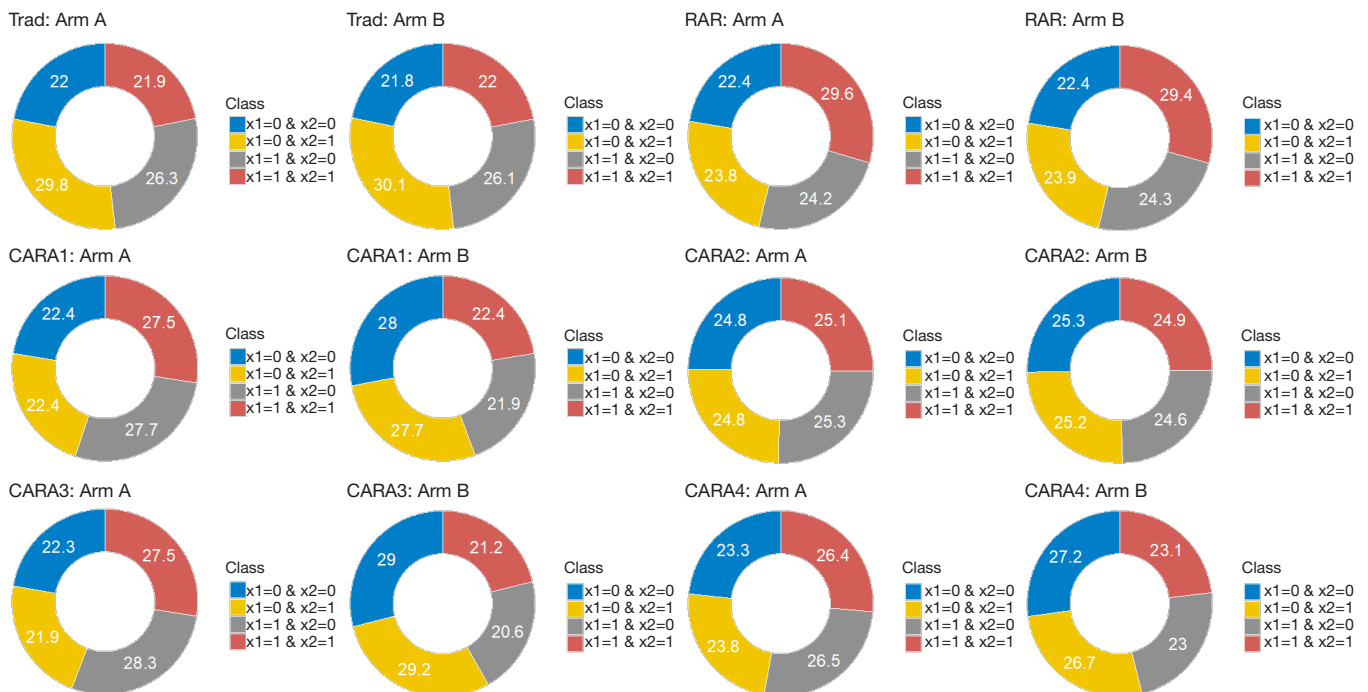 Trad: Arm A
22
21.9
29.8
26.3
Class
x1=0 & x2=0
x1=0 & x2=1
x1=1 & x2=0
x1=1 & x2=1
Trad: Arm B
21.8
22
30.1
26.1
Class
x1=0 & x2=0
x1=0 & x2=1
x1=1 & x2=0
x1=1 & x2=1
RAR: Arm A
22.4
29.6
23.8
24.2
Class
x1=0 & x2=0
x1=0 & x2=1
x1=1 & x2=0
x1=1 & x2=1
RAR: Arm B
22.4
29.4
23.9
24.3
Class
x1=0 & x2=0
x1=0 & x2=1
x1=1 & x2=0
x1=1 & x2=1
CARA1: Arm A
22.4
27.5
22.4
27.7
Class
x1=0 & x2=0
x1=0 & x2=1
x1=1 & x2=0
x1=1 & x2=1
CARA1: Arm B
28
22.4
27.7
21.9
Class
x1=0 & x2=0
x1=0 & x2=1
x1=1 & x2=0
x1=1 & x2=1
CARA2: Arm A
24.8
25.1
24.8
25.3
Class
x1=0 & x2=0
x1=0 & x2=1
x1=1 & x2=0
x1=1 & x2=1
CARA2: Arm B
25.3
24.9
25.2
24.6
Class
x1=0 & x2=0
x1=0 & x2=1
x1=1 & x2=0
x1=1 & x2=1
CARA3: Arm A
22.3
27.5
21.9
28.3
Class
x1=0 & x2=0
x1=0 & x2=1
x1=1 & x2=0
x1=1 & x2=1
CARA3: Arm B
29
21.2
29.2
20.6
Class
x1=0 & x2=0
x1=0 & x2=1
x1=1 & x2=0
x1=1 & x2=1
CARA4: Arm A
23.3
26.4
23.8
26.5
Class
x1=0 & x2=0
x1=0 & x2=1
x1=1 & x2=0
x1=1 & x2=1
CARA4: Arm B
27.2
23.1
26.7
23
Class
x1=0 & x2=0
x1=0 & x2=1
x1=1 & x2=0
x1=1 & x2=1